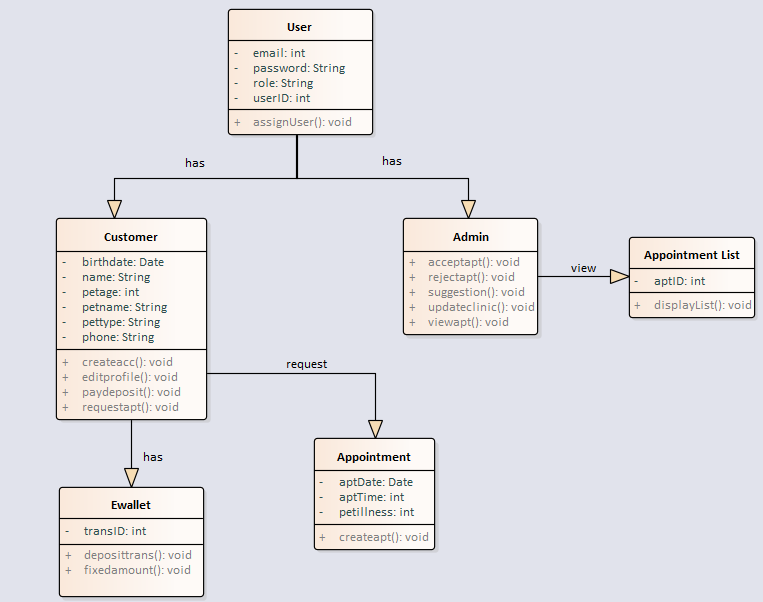 User
- email: int
- password: String
- role: String
- userID: int
+ assignUser(): void
has
has
Customer
- birthdate: Date
- name: String
- petage: int
- petname: String
- pettype: String
- phone: String
+ createacc(): void
+ editprofile(): void
+ paydeposit(): void
+ requestapt(): void
Admin
+ acceptapt(): void
+ rejectapt(): void
+ suggestion(): void
+ updateclinic(): void
+ viewapt(): void
view
Appointment List
- aptID: int
+ displayList(): void
request
has
Appointment
- aptDate: Date
- aptTime: int
- petillness: int
+ createapt(): void
Ewallet
- transID: int
+ deposittrans(): void
+ fixedamount(): void